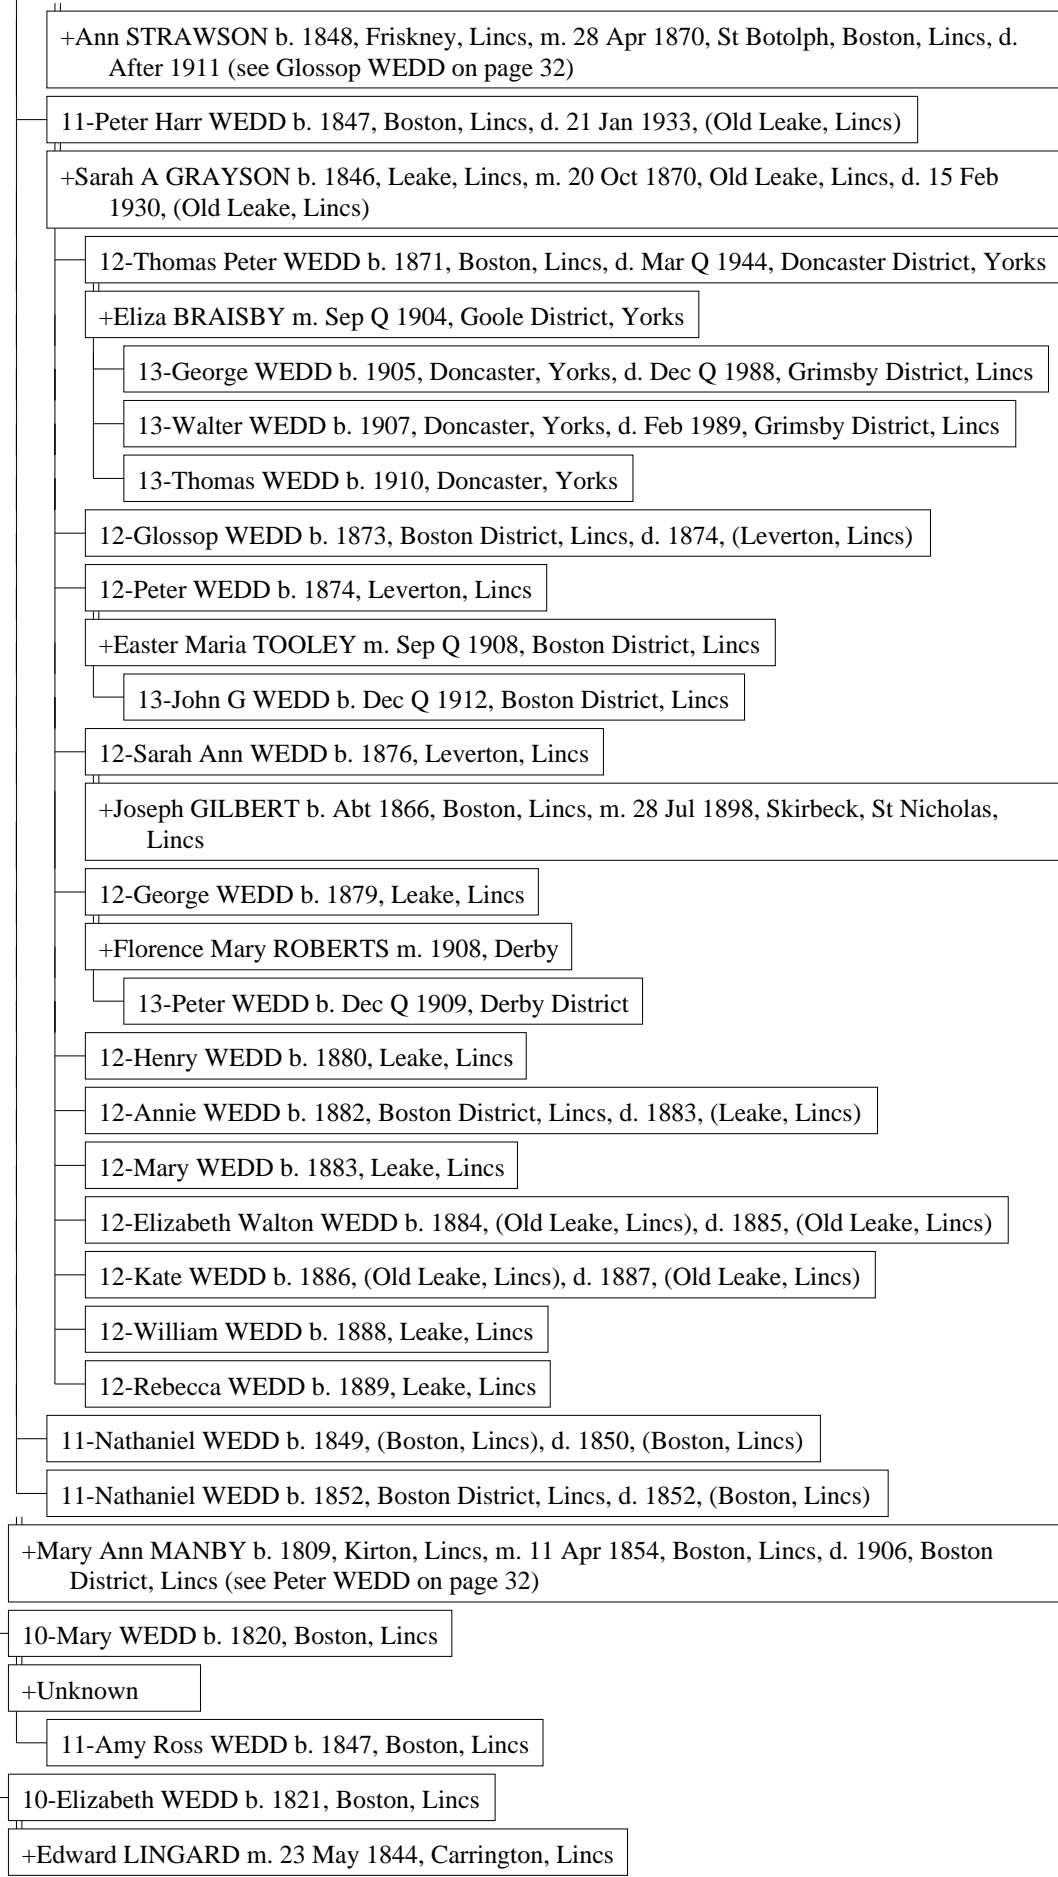 +Ann STRAWSON b. 1848, Friskney, Lincs, m. 28 Apr 1870, St Botolph, Boston, Lincs, d.
After 1911 (see Glossop WEDD on page 32)
11-Peter Harr WEDD b. 1847, Boston, Lincs, d. 21 Jan 1933, (Old Leake, Lincs)
+Sarah A GRAYSON b. 1846, Leake, Lincs, m. 20 Oct 1870, Old Leake, Lincs, d. 15 Feb
1930, (Old Leake, Lincs)
12-Thomas Peter WEDD b. 1871, Boston, Lincs, d. Mar Q 1944, Doncaster District, Yorks
+Eliza BRAISBY m. Sep Q 1904, Goole District, Yorks
13-George WEDD b. 1905, Doncaster, Yorks, d. Dec Q 1988, Grimsby District, Lincs
13-Walter WEDD b. 1907, Doncaster, Yorks, d. Feb 1989, Grimsby District, Lincs
13-Thomas WEDD b. 1910, Doncaster, Yorks
12-Glossop WEDD b. 1873, Boston District, Lincs, d. 1874, (Leverton, Lincs)
12-Peter WEDD b. 1874, Leverton, Lincs
+Easter Maria TOOLEY m. Sep Q 1908, Boston District, Lincs
13-John G WEDD b. Dec Q 1912, Boston District, Lincs
12-Sarah Ann WEDD b. 1876, Leverton, Lincs
+Joseph GILBERT b. Abt 1866, Boston, Lincs, m. 28 Jul 1898, Skirbeck, St Nicholas,
Lincs
12-George WEDD b. 1879, Leake, Lincs
+Florence Mary ROBERTS m. 1908, Derby
13-Peter WEDD b. Dec Q 1909, Derby District
12-Henry WEDD b. 1880, Leake, Lincs
12-Annie WEDD b. 1882, Boston District, Lincs, d. 1883, (Leake, Lincs)
12-Mary WEDD b. 1883, Leake, Lincs
12-Elizabeth Walton WEDD b. 1884, (Old Leake, Lincs), d. 1885, (Old Leake, Lincs)
12-Kate WEDD b. 1886, (Old Leake, Lincs), d. 1887, (Old Leake, Lincs)
12-William WEDD b. 1888, Leake, Lincs
12-Rebecca WEDD b. 1889, Leake, Lincs
11-Nathaniel WEDD b. 1849, (Boston, Lincs), d. 1850, (Boston, Lincs)
11-Nathaniel WEDD b. 1852, Boston District, Lincs, d. 1852, (Boston, Lincs)
+Mary Ann MANBY b. 1809, Kirton, Lincs, m. 11 Apr 1854, Boston, Lincs, d. 1906, Boston
District, Lincs (see Peter WEDD on page 32)
10-Mary WEDD b. 1820, Boston, Lincs
+Unknown
11-Amy Ross WEDD b. 1847, Boston, Lincs
10-Elizabeth WEDD b. 1821, Boston, Lincs
+Edward LINGARD m. 23 May 1844, Carrington, Lincs